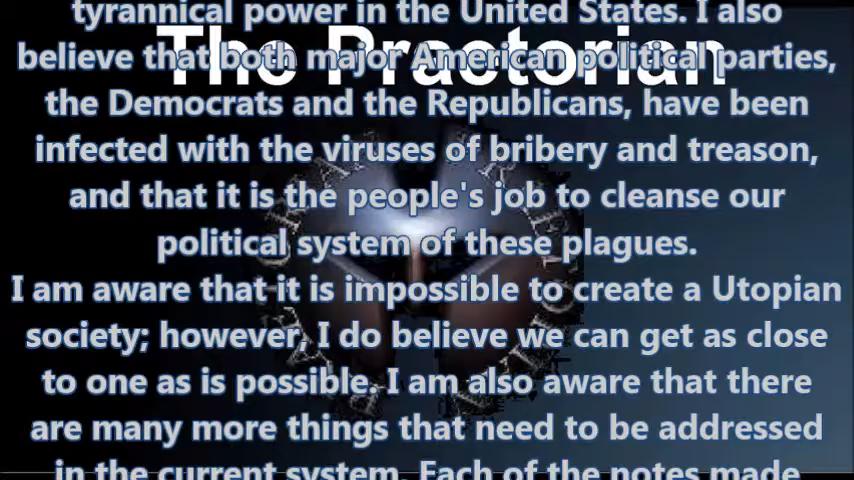 tyrannical power in the United States. I also
The Praetorian
believe that both major American political parties,
the Democrats and the Republicans, have been
infected with the viruses of bribery and treason,
and that it is the people's job to cleanse our
political system of these plagues.
I am aware that it is impossible to create a Utopian
society; however, I do believe we can get as close
to one as is possible. I am also aware that there
are many more things that need to be addressed
in the current system. Each of the notes made